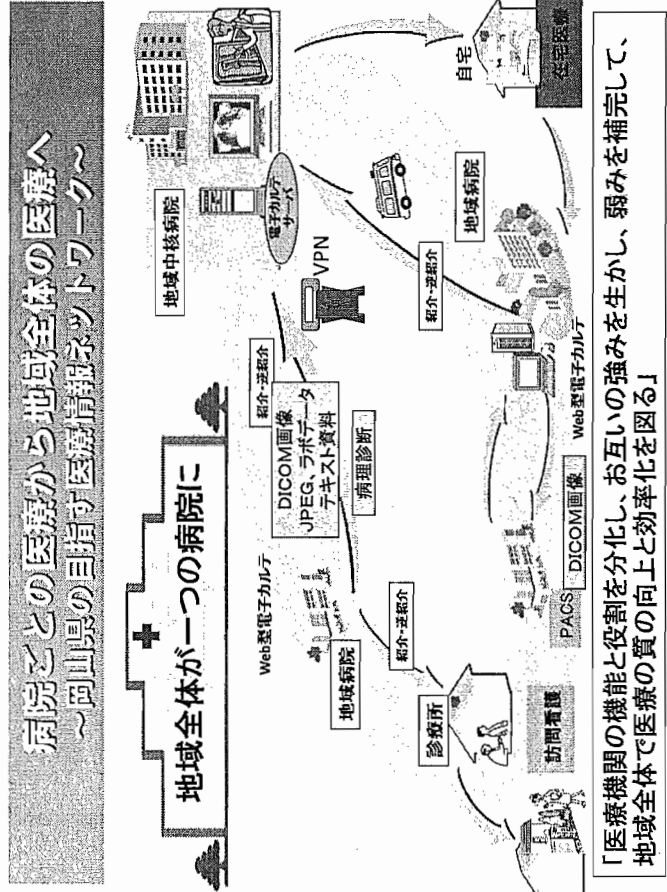 病院ごとの医療から地域全体の医療へ
~岡山県の目指す医療情報ネットワーク~
地域全体が一つの病院に
地域中核病院
電子カルテ
サーバ
VPN
紹介・逆紹介
DICOM画像
JPEG、ラボデータ
テキスト資料
病理診断
Web型電子カルテ
地域病院
紹介・逆紹介
診療所
訪問看護
自宅
在宅医療
地域病院
紹介・逆紹介
Web型電子カルテ
DICOM画像
PACS
「医療機関の機能と役割を分化し、お互いの強みを生かし、弱みを補完して、
地域全体で医療の質の向上と効率化を図る」